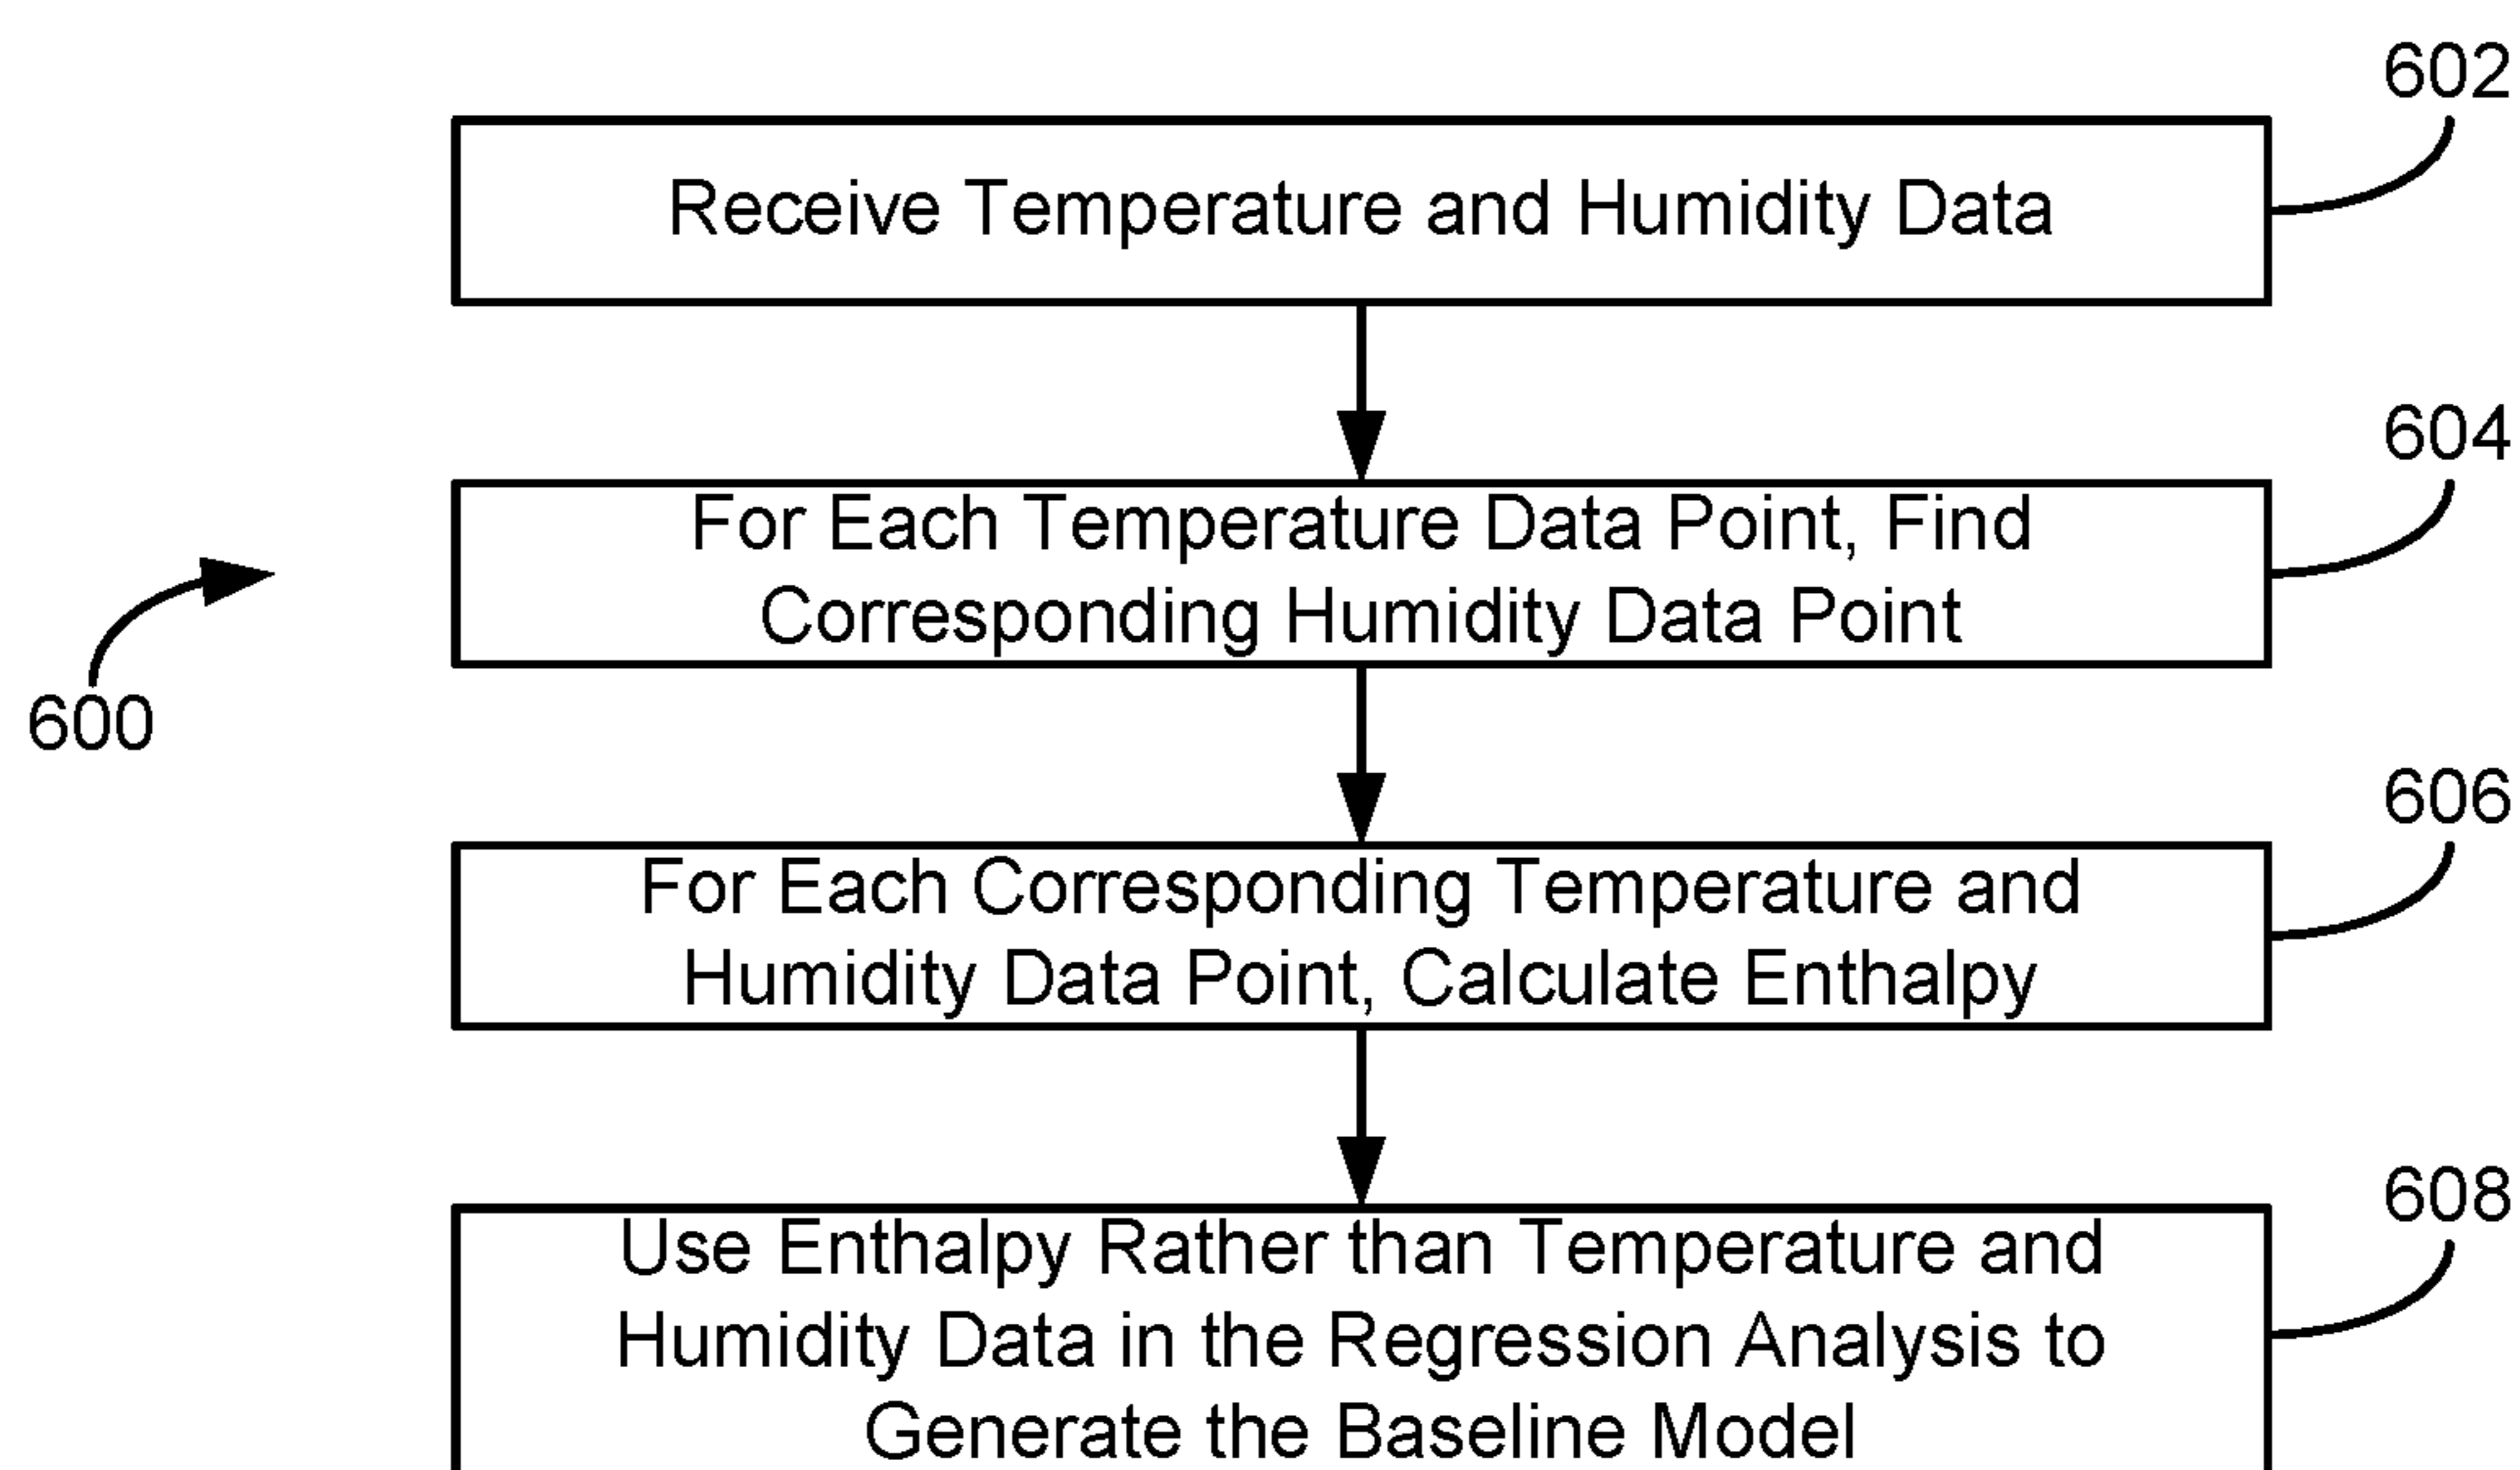 602
Receive Temperature and Humidity Data
604
For Each Temperature Data Point, Find
Corresponding Humidity Data Point
600
606
For Each Corresponding Temperature and
Humidity Data Point, Calculate Enthalpy
608
Use Enthalpy Rather than Temperature and
Humidity Data in the Regression Analysis to
Generate the Baseline Model